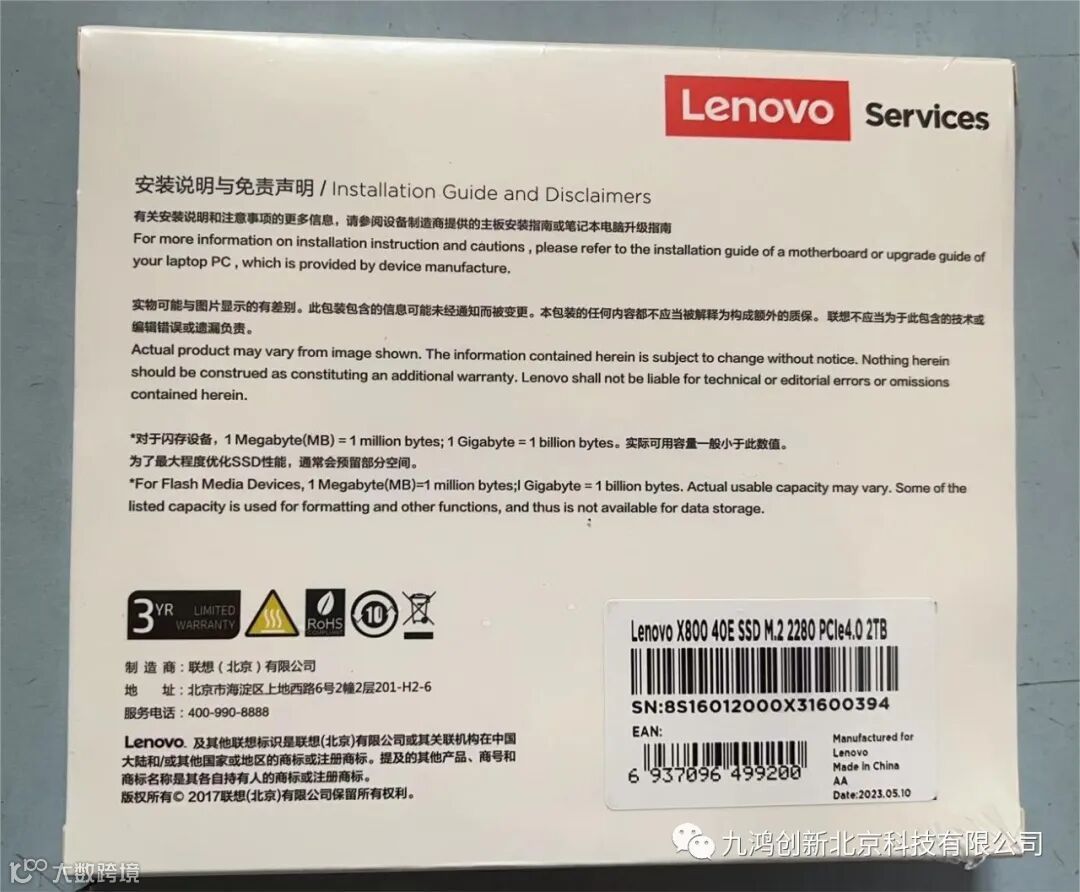 Lenovo Services
安装说明与免责声明 / Installation Guide and Disclaimers
有关安装说明和注意事项的更多信息，请参阅设备制造商提供的主板安装指南或笔记本电脑升级指南
For more information on installation instruction and cautions , please refer to the installation guide of a motherboard or upgrade guide of
your laptop PC , which is provided by device manufacture.
实物可能与图片显示的有差别。此包装包含的信息可能未经通知而被变更。本包装的任何内容都不应当被解释为构成额外的质保。 联想不应当为于此包含的技术或
编辑错误或遗漏负责。
Actual product may vary from image shown. The information contained herein is subject to change without notice. Nothing herein
should be construed as constituting an additional warranty. Lenovo shall not be liable for technical or editorial errors or omissions
contained herein.
*对于闪存设备，1 Megabyte(MB) = 1 million bytes; 1 Gigabyte = 1 billion bytes。实际可用容量一般小于此数值。
为了最大程度优化SSD性能，通常会预留部分空间。
*For Flash Media Devices, 1 Megabyte(MB)=1 million bytes;l Gigabyte = 1 billion bytes. Actual usable capacity may vary. Some of the
listed capacity is used for formatting and other functions, and thus is not available for data storage.
3YR LIMITED WARRANTY
RoHS
COMPLIANT
10
制 造 商：联想（北京）有限公司
地 址：北京市海淀区上地西路6号2幢2层201-H2-6
服务电话：400-990-8888
Lenovo. 及其他联想标识是联想(北京)有限公司或其关联机构在中国
大陆和/或其他国家或地区的商标或注册商标。提及的其他产品、商号和
商标名称是其各自持有人的商标或注册商标。
版权所有© 2017联想(北京)有限公司保留所有权利。
Lenovo X800 40E SSD M.2 2280 PCIe4.0 2TB
SN:8S16012000X31600394
EAN:
6 937096 499200
Manufactured for
Lenovo
Made in China
AA
Date:2023.05.10
九鸿创新北京科技有限公司
大数跨境